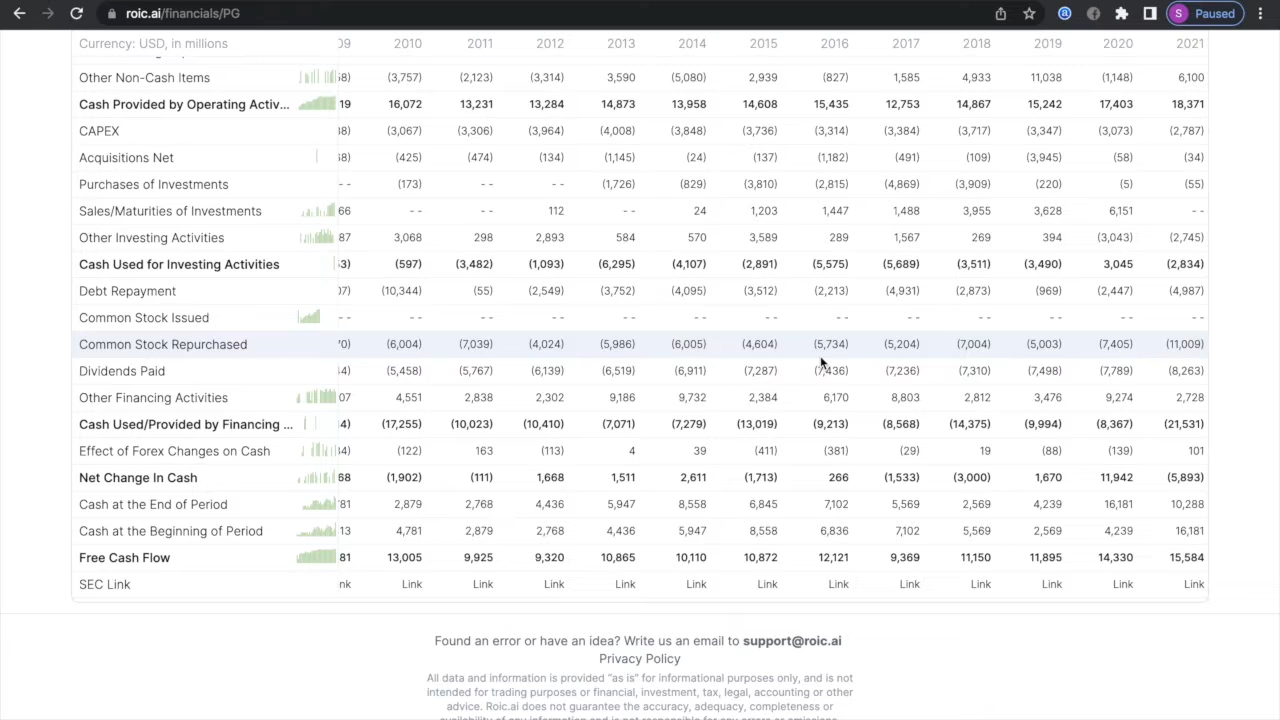 roic.ai/financials/PG S Paused
Currency: USD, in millions 09 2010 2011 2012 2013 2014 2015 2016 2017 2018 2019 2020 2021
Other Non-Cash Items 58) (3,757) (2,123) (3,314) 3,590 (5,080) 2,939 (827) 1,585 4,933 11,038 (1,148) 6,100
Cash Provided by Operating Activ... 19 16,072 13,231 13,284 14,873 13,958 14,608 15,435 12,753 14,867 15,242 17,403 18,371
CAPEX 38) (3,067) (3,306) (3,964) (4,008) (3,848) (3,736) (3,314) (3,384) (3,717) (3,347) (3,073) (2,787)
Acquisitions Net 38) (425) (474) (134) (1,145) (24) (137) (1,182) (491) (109) (3,945) (58) (34)
Purchases of Investments - - (173) - - - - (1,726) (829) (3,810) (2,815) (4,869) (3,909) (220) (5) (55)
Sales/Maturities of Investments 66 - - - - 112 - - 24 1,203 1,447 1,488 3,955 3,628 6,151 - -
Other Investing Activities 87 3,068 298 2,893 584 570 3,589 289 1,567 269 394 (3,043) (2,745)
Cash Used for Investing Activities 3) (597) (3,482) (1,093) (6,295) (4,107) (2,891) (5,575) (5,689) (3,511) (3,490) 3,045 (2,834)
Debt Repayment 07) (10,344) (55) (2,549) (3,752) (4,095) (3,512) (2,213) (4,931) (2,873) (969) (2,447) (4,987)
Common Stock Issued - - - - - - - - - - - - - - - - - - - - - - - - - -
Common Stock Repurchased 70) (6,004) (7,039) (4,024) (5,986) (6,005) (4,604) (5,734) (5,204) (7,004) (5,003) (7,405) (11,009)
Dividends Paid 4) (5,458) (5,767) (6,139) (6,519) (6,911) (7,287) (7,436) (7,236) (7,310) (7,498) (7,789) (8,263)
Other Financing Activities 07 4,551 2,838 2,302 9,186 9,732 2,384 6,170 8,803 2,812 3,476 9,274 2,728
Cash Used/Provided by Financing ... 4) (17,255) (10,023) (10,410) (7,071) (7,279) (13,019) (9,213) (8,568) (14,375) (9,994) (8,367) (21,531)
Effect of Forex Changes on Cash 34) (122) 163 (113) 4 39 (411) (381) (29) 19 (88) (139) 101
Net Change In Cash 68 (1,902) (111) 1,668 1,511 2,611 (1,713) 266 (1,533) (3,000) 1,670 11,942 (5,893)
Cash at the End of Period 81 2,879 2,768 4,436 5,947 8,558 6,845 7,102 5,569 2,569 4,239 16,181 10,288
Cash at the Beginning of Period 13 4,781 2,879 2,768 4,436 5,947 8,558 6,836 7,102 5,569 2,569 4,239 16,181
Free Cash Flow 81 13,005 9,925 9,320 10,865 10,110 10,872 12,121 9,369 11,150 11,895 14,330 15,584
SEC Link nk Link Link Link Link Link Link Link Link Link Link Link Link
Found an error or have an idea? Write us an email to support@roic.ai
Privacy Policy
All data and information is provided "as is" for informational purposes only, and is not
intended for trading purposes or financial, investment, tax, legal, accounting or other
advice. Roic.ai does not guarantee the accuracy, adequacy, completeness or